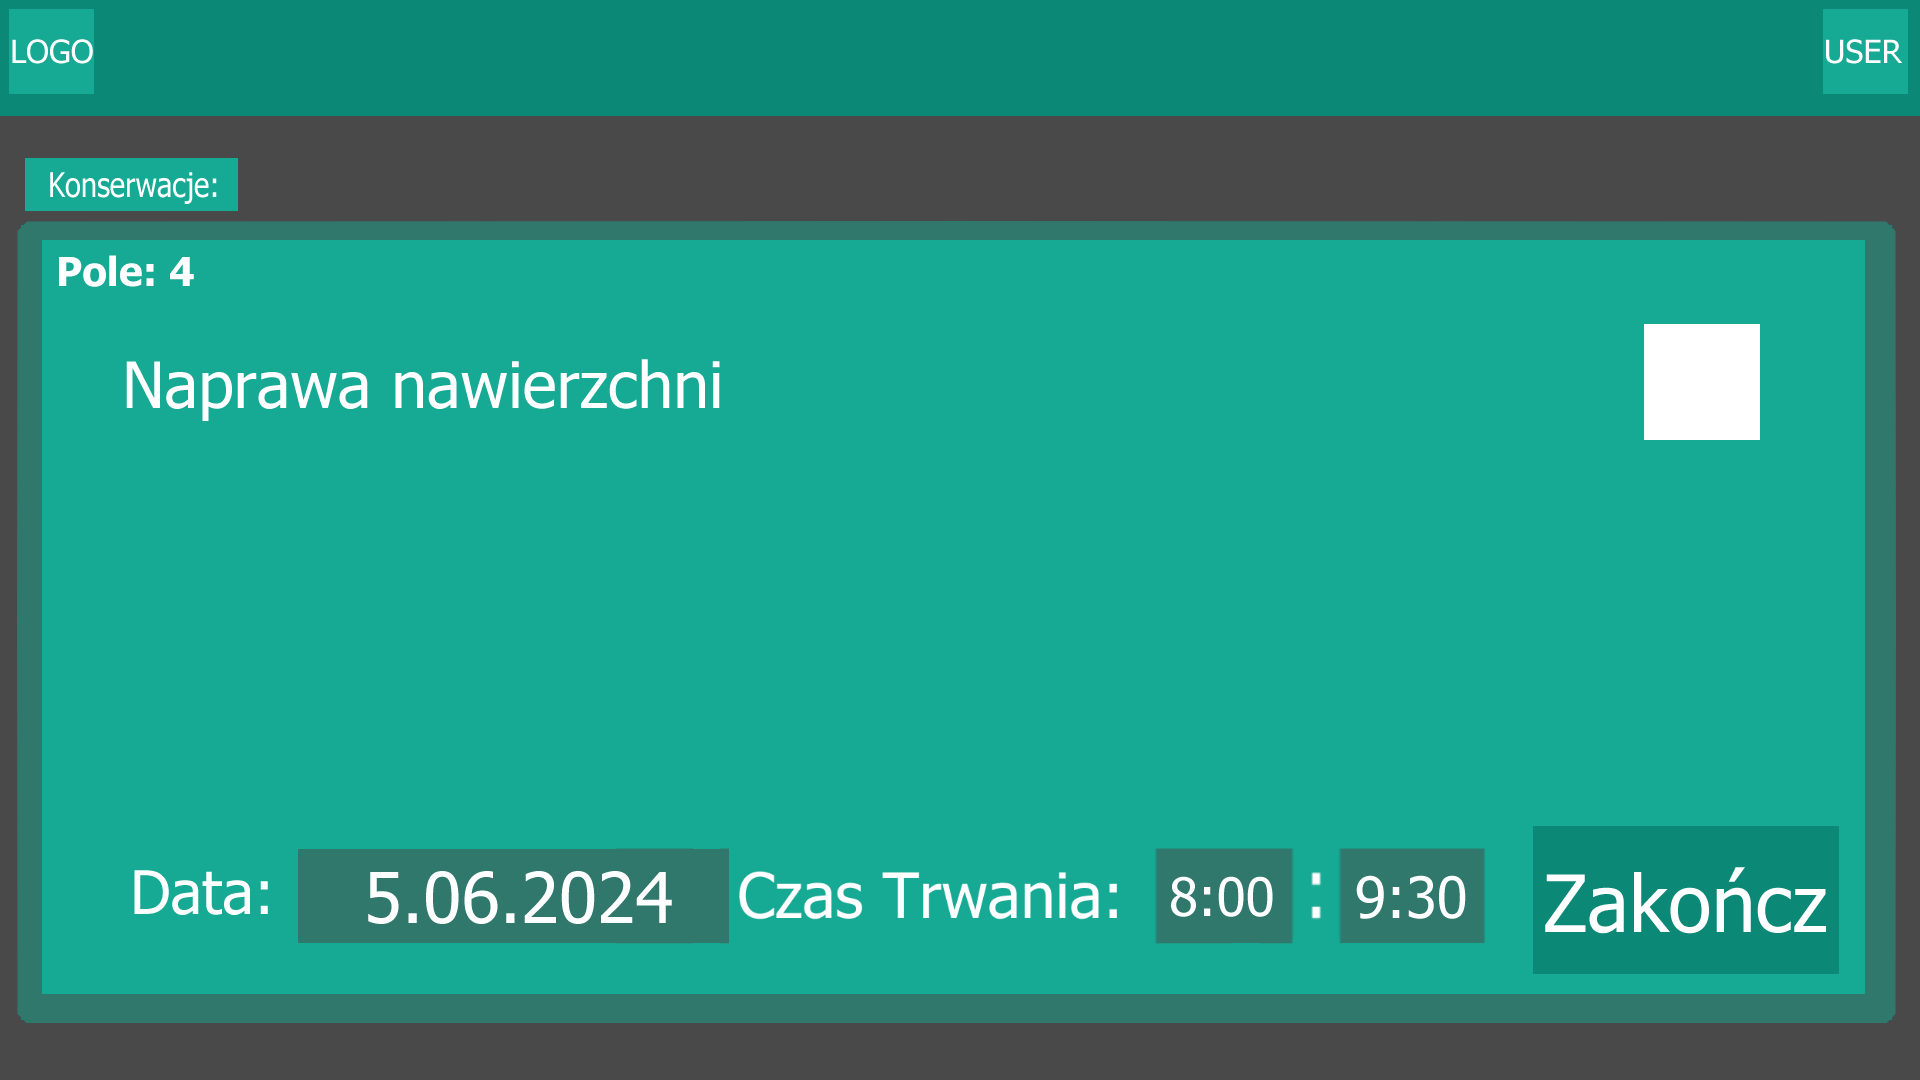 LOGO USER
Konserwacje:
Pole: 4
Naprawa nawierzchni
Data: 5.06.2024 Czas Trwania: 8:00 : 9:30 Zakończ